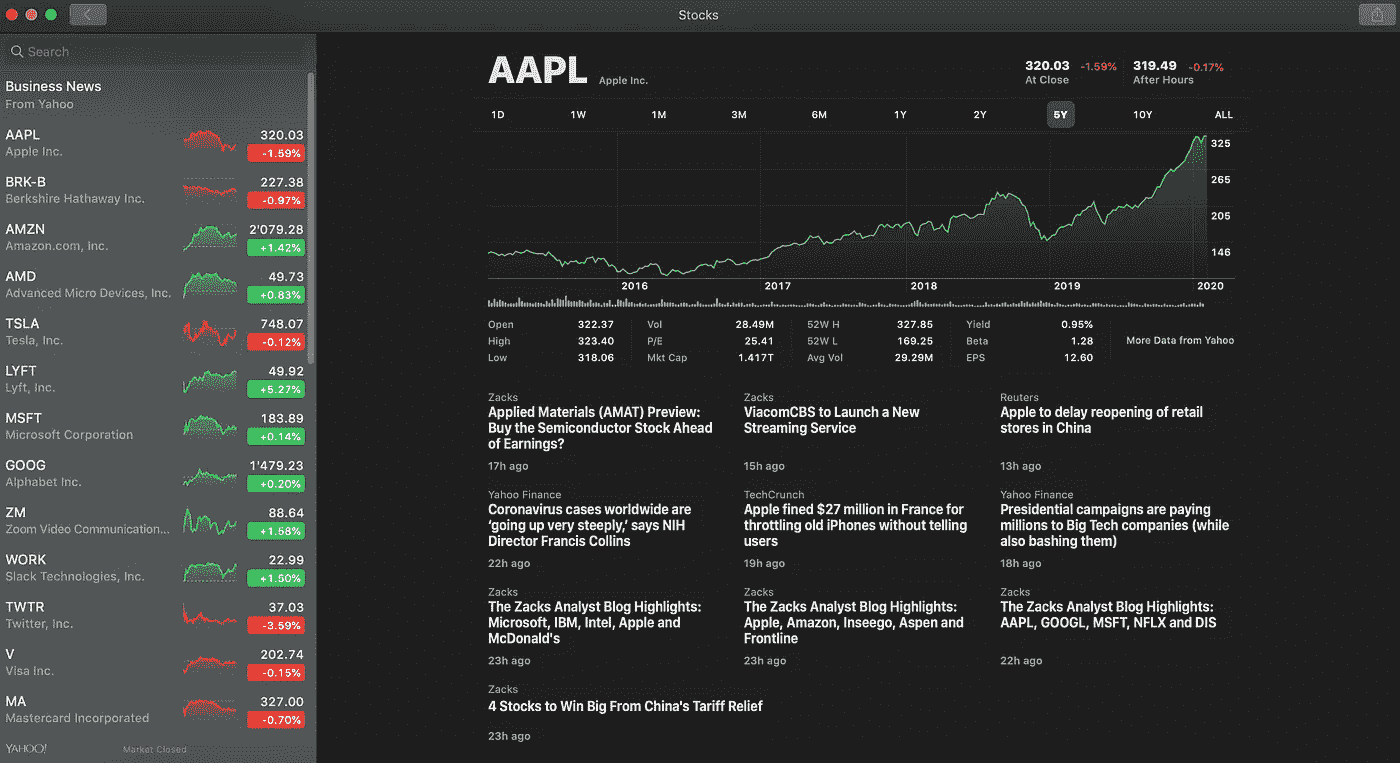 Stocks
Search
Business News
From Yahoo
AAPL 320.03
Apple Inc. -1.59%
BRK-B 227.38
Berkshire Hathaway Inc. -0.97%
AMZN 2'079.28
Amazon.com, Inc. +1.42%
AMD 49.73
Advanced Micro Devices, Inc. +0.83%
TSLA 748.07
Tesla, Inc. -0.12%
LYFT 49.92
Lyft, Inc. +5.27%
MSFT 183.89
Microsoft Corporation +0.14%
GOOG 1'479.23
Alphabet Inc. +0.20%
ZM 88.64
Zoom Video Communication... +1.58%
WORK 22.99
Slack Technologies, Inc. +1.50%
TWTR 37.03
Twitter, Inc. -3.59%
V 202.74
Visa Inc. -0.15%
MA 327.00
Mastercard Incorporated -0.70%
YAHOO! Market Closed
AAPL Apple Inc.
320.03 -1.59% 319.49 -0.17%
At Close After Hours
1D 1W 1M 3M 6M 1Y 2Y 5Y 10Y ALL
325
265
205
146
2016 2017 2018 2019 2020
Open 322.37 Vol 28.49M 52W H 327.85 Yield 0.95%
High 323.40 P/E 25.41 52W L 169.25 Beta 1.28
Low 318.06 Mkt Cap 1.417T Avg Vol 29.29M EPS 12.60
More Data from Yahoo
Zacks
Applied Materials (AMAT) Preview:
Buy the Semiconductor Stock Ahead
of Earnings?
17h ago
Zacks
ViacomCBS to Launch a New
Streaming Service
15h ago
Reuters
Apple to delay reopening of retail
stores in China
13h ago
Yahoo Finance
Coronavirus cases worldwide are
‘going up very steeply,’ says NIH
Director Francis Collins
22h ago
TechCrunch
Apple fined $27 million in France for
throttling old iPhones without telling
users
19h ago
Yahoo Finance
Presidential campaigns are paying
millions to Big Tech companies (while
also bashing them)
18h ago
Zacks
The Zacks Analyst Blog Highlights:
Microsoft, IBM, Intel, Apple and
McDonald's
23h ago
Zacks
The Zacks Analyst Blog Highlights:
Apple, Amazon, Inseego, Aspen and
Frontline
23h ago
Zacks
The Zacks Analyst Blog Highlights:
AAPL, GOOGL, MSFT, NFLX and DIS
22h ago
Zacks
4 Stocks to Win Big From China's Tariff Relief
23h ago